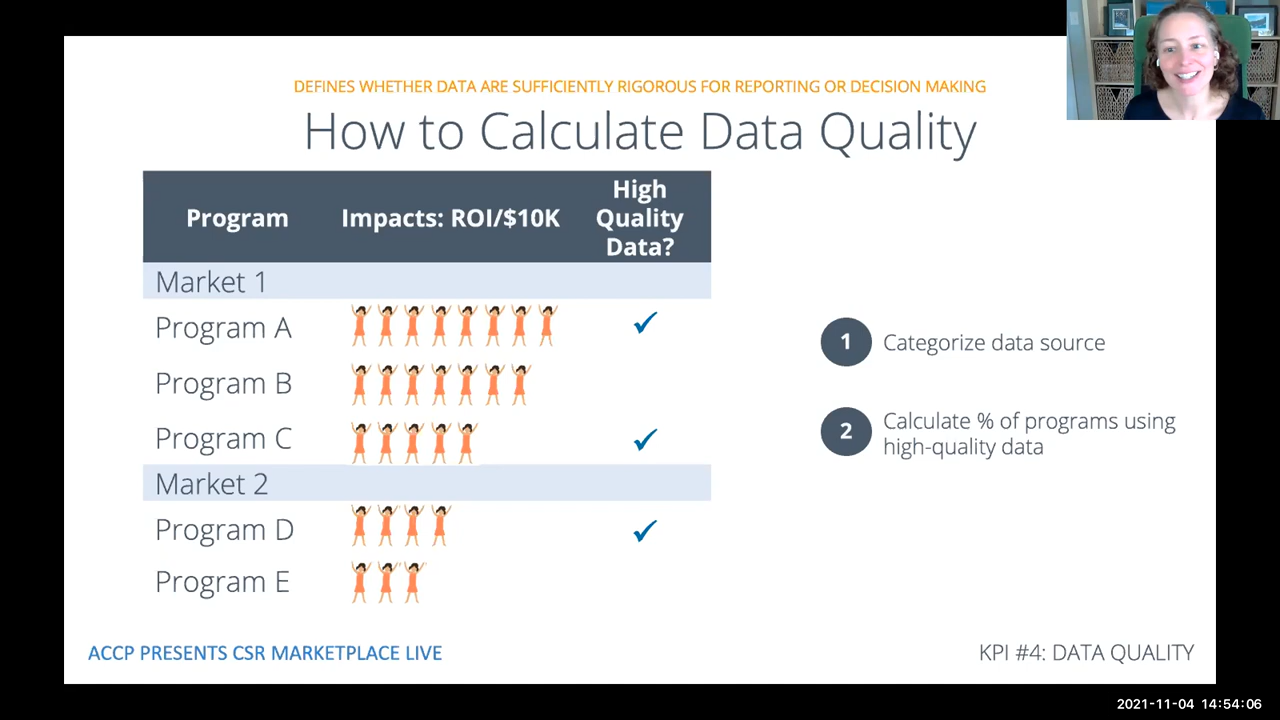 DEFINES WHETHER DATA ARE SUFFICIENTLY RIGOROUS FOR REPORTING OR DECISION MAKING
How to Calculate Data Quality
Program
Impacts: ROI/$10K
High
Quality
Data?
Market 1
Program A
Program B
Program C
Market 2
Program D
Program E
1
Categorize data source
2
Calculate % of programs using
high-quality data
ACCP PRESENTS CSR MARKETPLACE LIVE
KPI #4: DATA QUALITY
2021-11-04 14:54:06